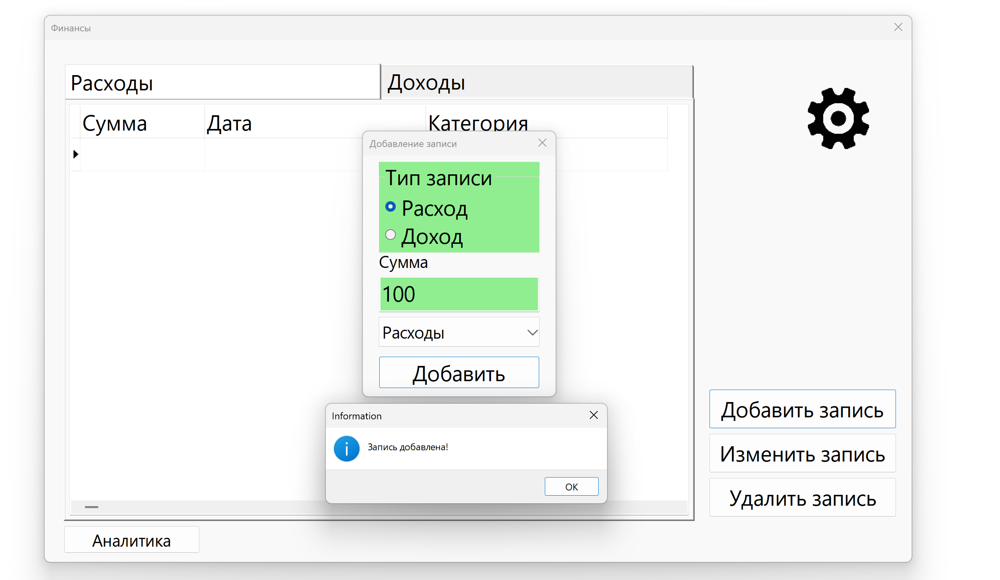 Финансы
Расходы
Доходы
Сумма
Дата
Категория
Добавление записи
Тип записи
Расход
Доход
Сумма
100
Расходы
Добавить
Information
Запись добавлена!
OK
Добавить запись
Изменить запись
Удалить запись
Аналитика